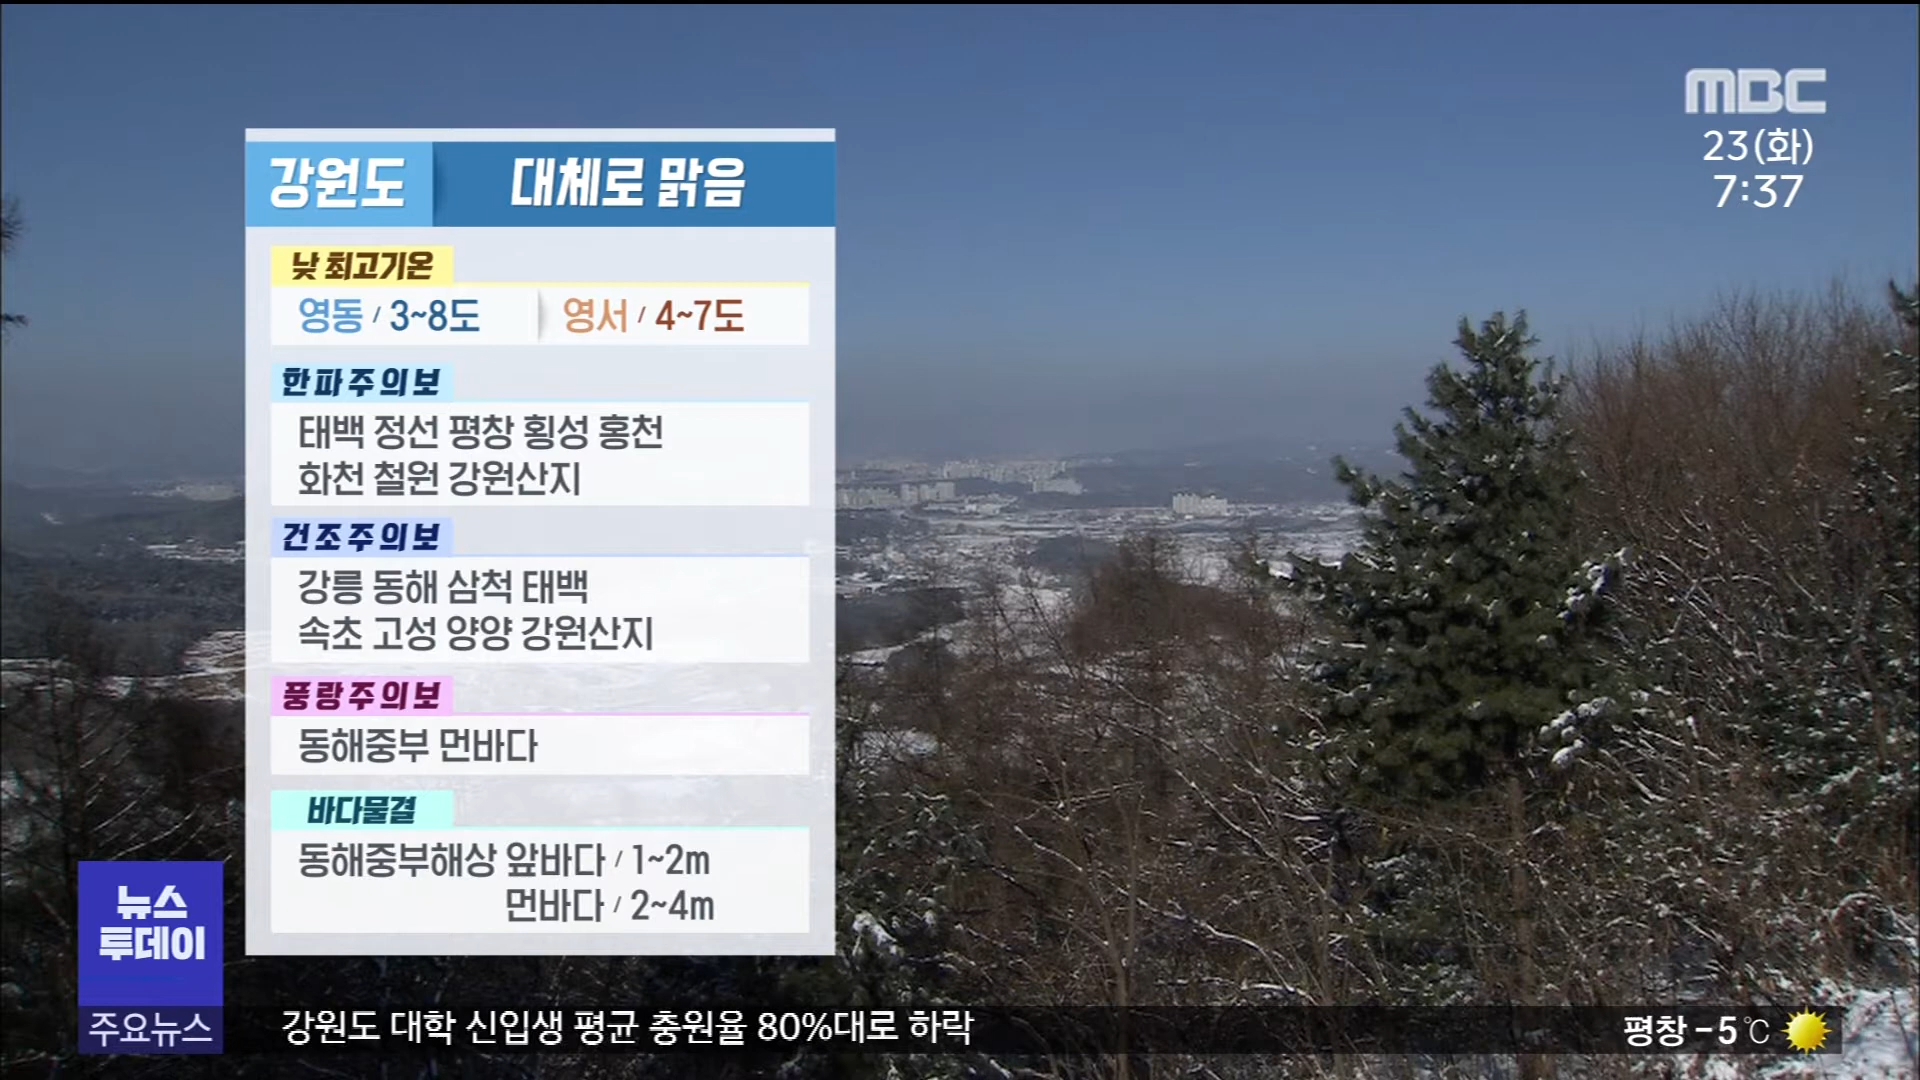 MBC
23(화)
7:37
강원도 대체로 맑음
낮 최고기온
영동 / 3~8도 영서 / 4~7도
한파주의보
태백 정선 평창 횡성 홍천
화천 철원 강원산지
건조주의보
강릉 동해 삼척 태백
속초 고성 양양 강원산지
풍랑주의보
동해중부 먼바다
바다물결
동해중부해상 앞바다 / 1~2m
먼바다 / 2~4m
뉴스
투데이
주요뉴스 강원도 대학 신입생 평균 충원율 80%대로 하락
평창 -5℃